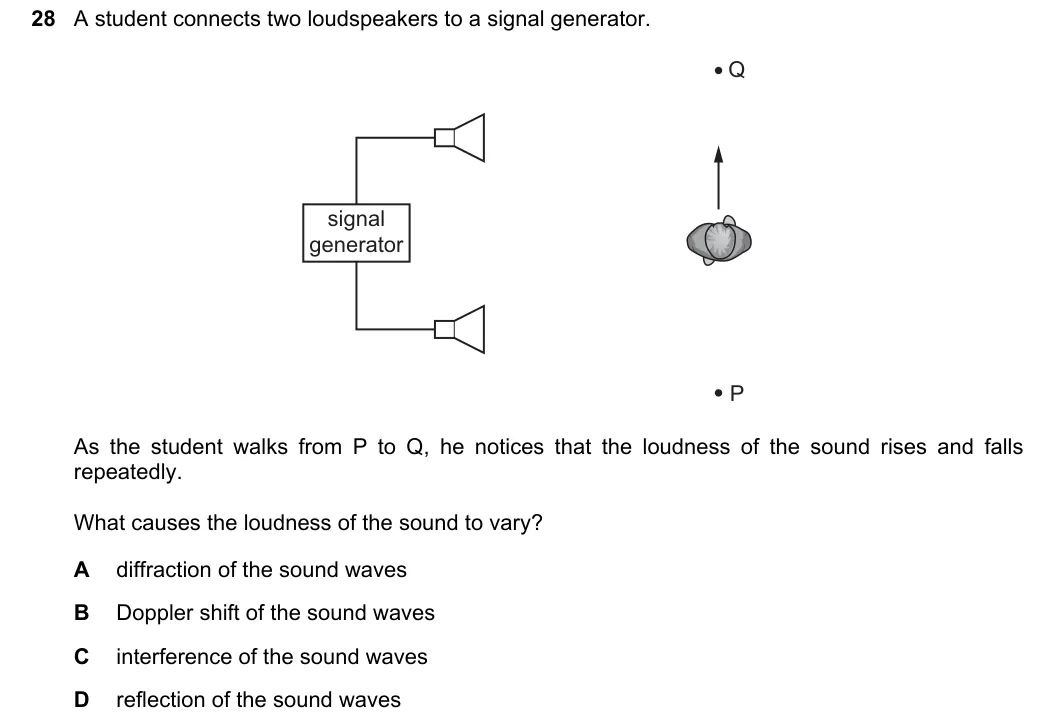 28 A student connects two loudspeakers to a signal generator.
Q
signal
generator
P
As the student walks from P to Q, he notices that the loudness of the sound rises and falls
repeatedly.
What causes the loudness of the sound to vary?
A diffraction of the sound waves
B Doppler shift of the sound waves
C interference of the sound waves
D reflection of the sound waves